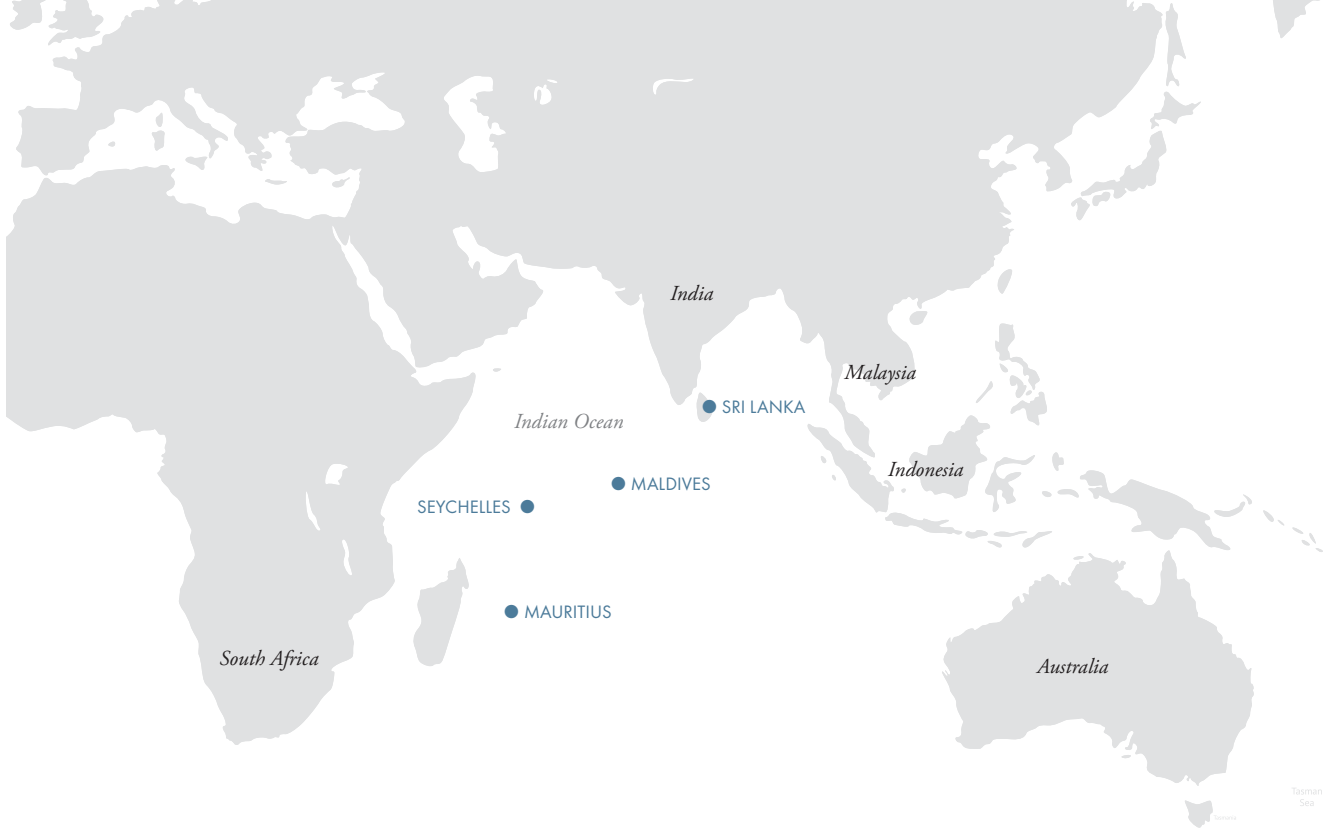 India
Malaysia
SRI LANKA
Indian Ocean
Indonesia
MALDIVES
SEYCHELLES
MAURITIUS
South Africa
Australia
Tasman
Sea